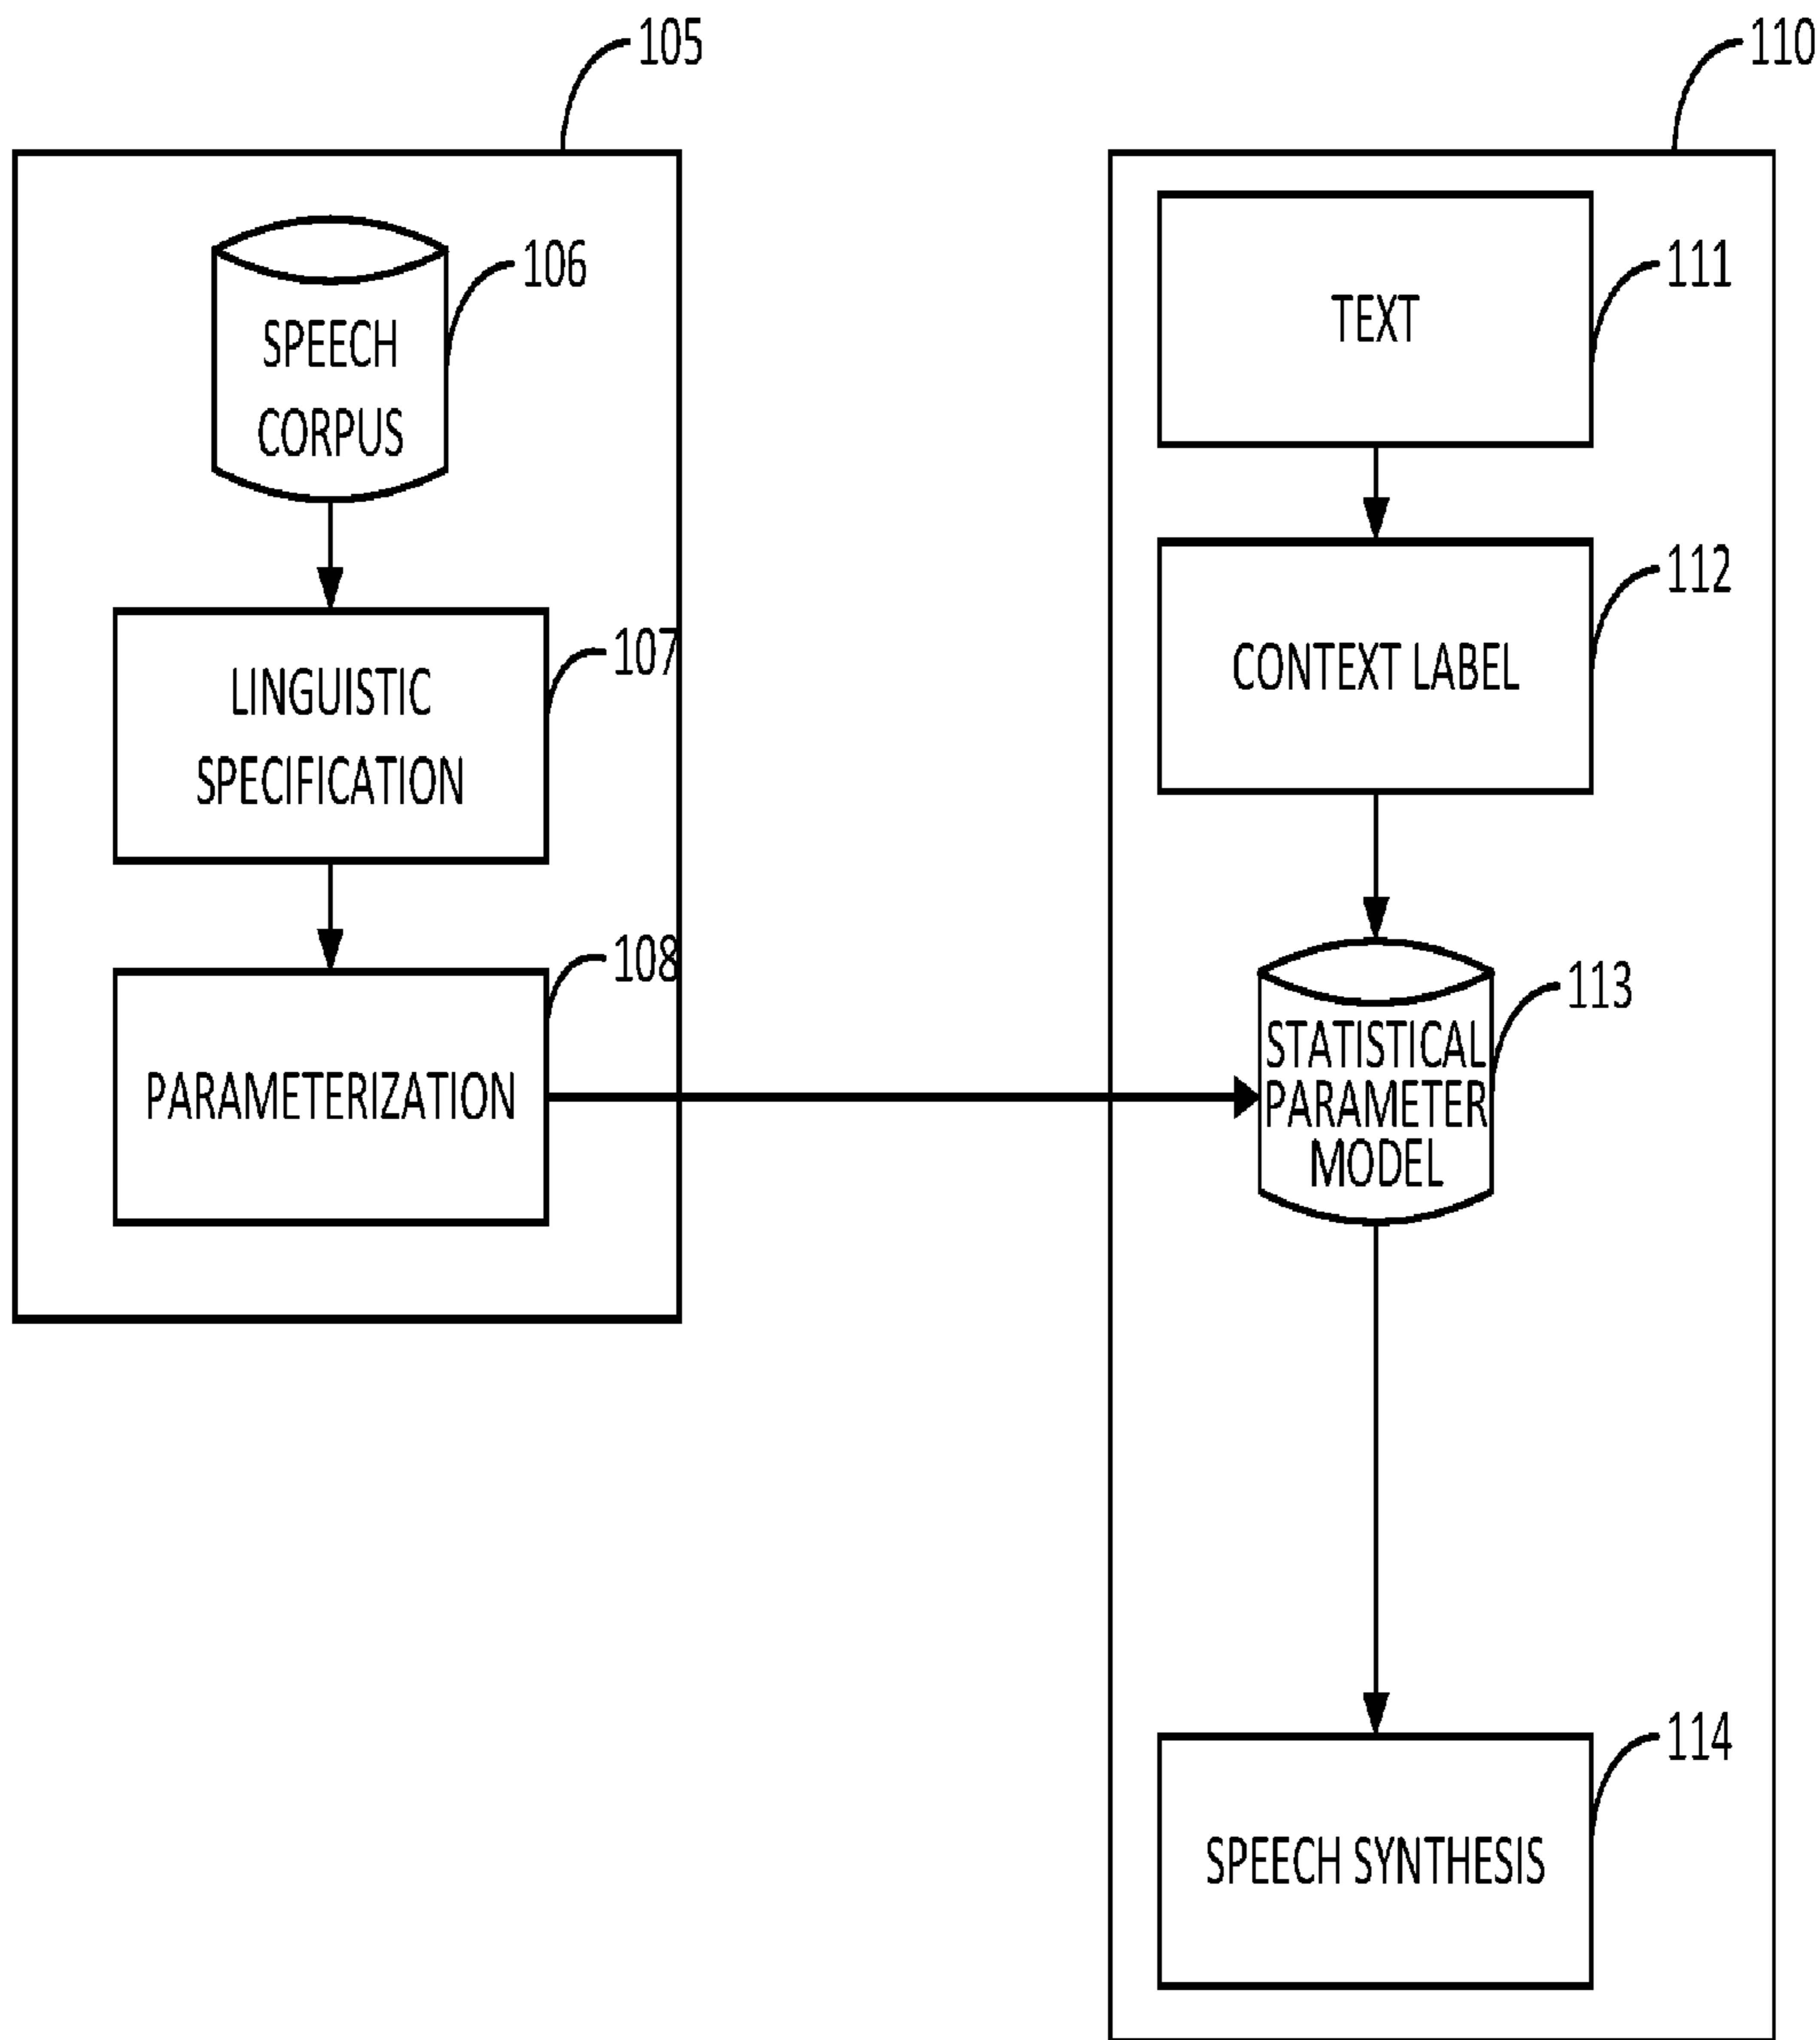 105
106
SPEECH
CORPUS
107
LINGUISTIC
SPECIFICATION
108
PARAMETERIZATION
110
111
TEXT
112
CONTEXT LABEL
113
STATISTICAL
PARAMETER
MODEL
114
SPEECH SYNTHESIS